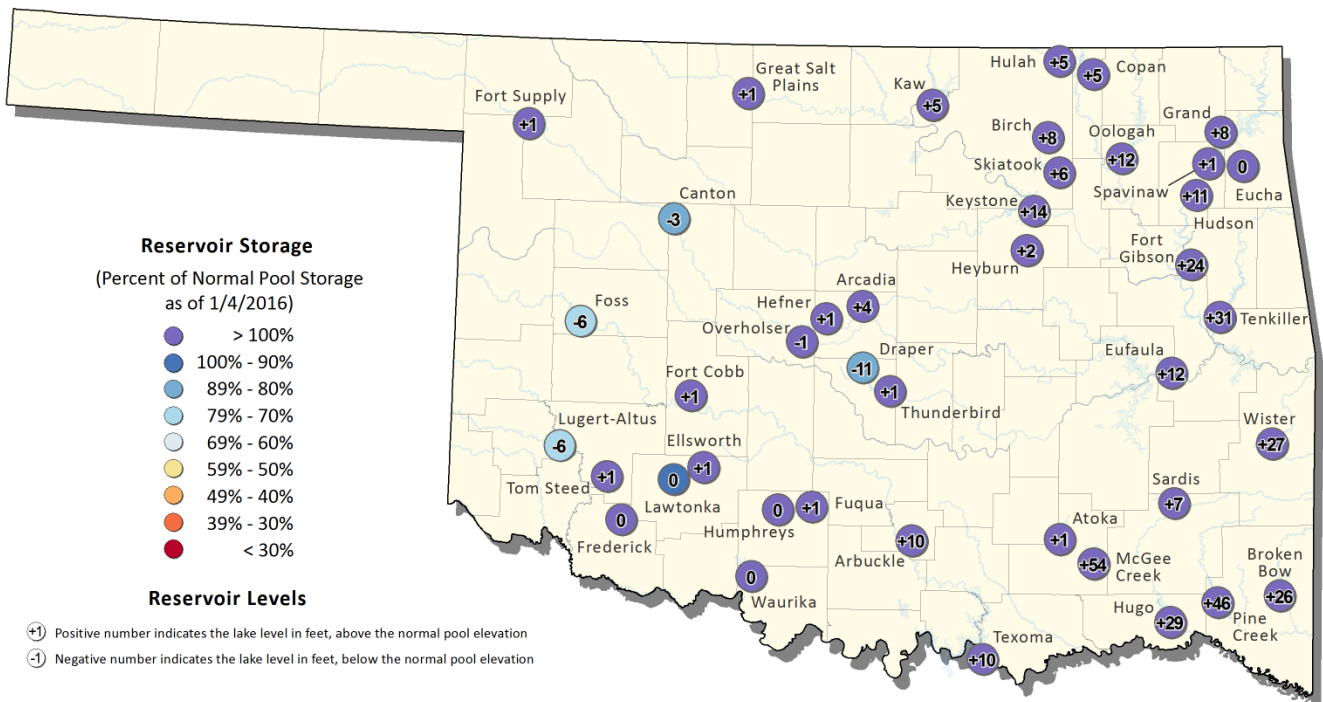 Hulah
+5
+5
Copan
Great Salt
Plains
+1
Kaw
+5
Fort Supply
+1
Grand
+8
Birch
+8
Oologah
+12
Skiatook
+6
+1
0
Spavinaw
Eucha
+11
Hudson
Canton
-3
Keystone
+14
Fort
Gibson
+24
+2
Heyburn
Reservoir Storage
(Percent of Normal Pool Storage
as of 1/4/2016)
> 100%
100% - 90%
89% - 80%
79% - 70%
69% - 60%
59% - 50%
49% - 40%
39% - 30%
< 30%
Foss
-6
Arcadia
+4
Hefner
+1
Overholser
-1
+31
Tenkiller
Draper
-11
Eufaula
+12
Fort Cobb
+1
+1
Thunderbird
Lugert-Altus
-6
Wister
+27
Ellsworth
+1
Tom Steed
+1
0
Lawtonka
Sardis
+7
0
Frederick
0
Humphreys
+1
Fuqua
+10
Arbuckle
Atoka
+1
+54
McGee
Creek
Broken
Bow
+26
0
Waurika
Hugo
+29
+46
Pine
Creek
Texoma
+10
Reservoir Levels
+1 Positive number indicates the lake level in feet, above the normal pool elevation
-1 Negative number indicates the lake level in feet, below the normal pool elevation